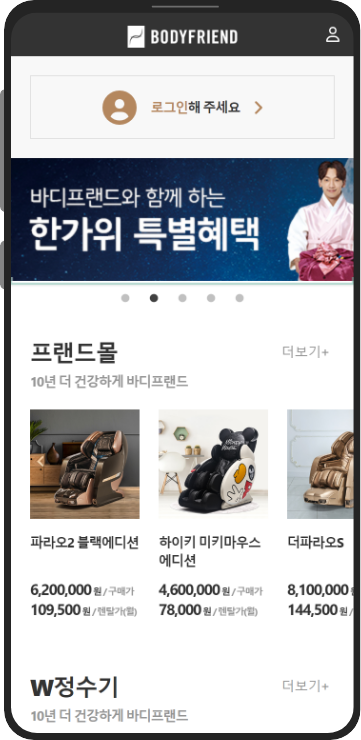 BODYFRIEND
로그인해 주세요
바디프랜드와 함께 하는
한가위 특별혜택
프랜드몰
더보기+
10년 더 건강하게 바디프랜드
파라오2 블랙에디션
6,200,000 원 / 구매가
109,500 원 / 렌탈가(월)
하이키 미키마우스
에디션
4,600,000 원 / 구매가
78,000 원 / 렌탈가(월)
더파라오S
8,100,000
144,500 원 /
W정수기
더보기+
10년 더 건강하게 바디프랜드